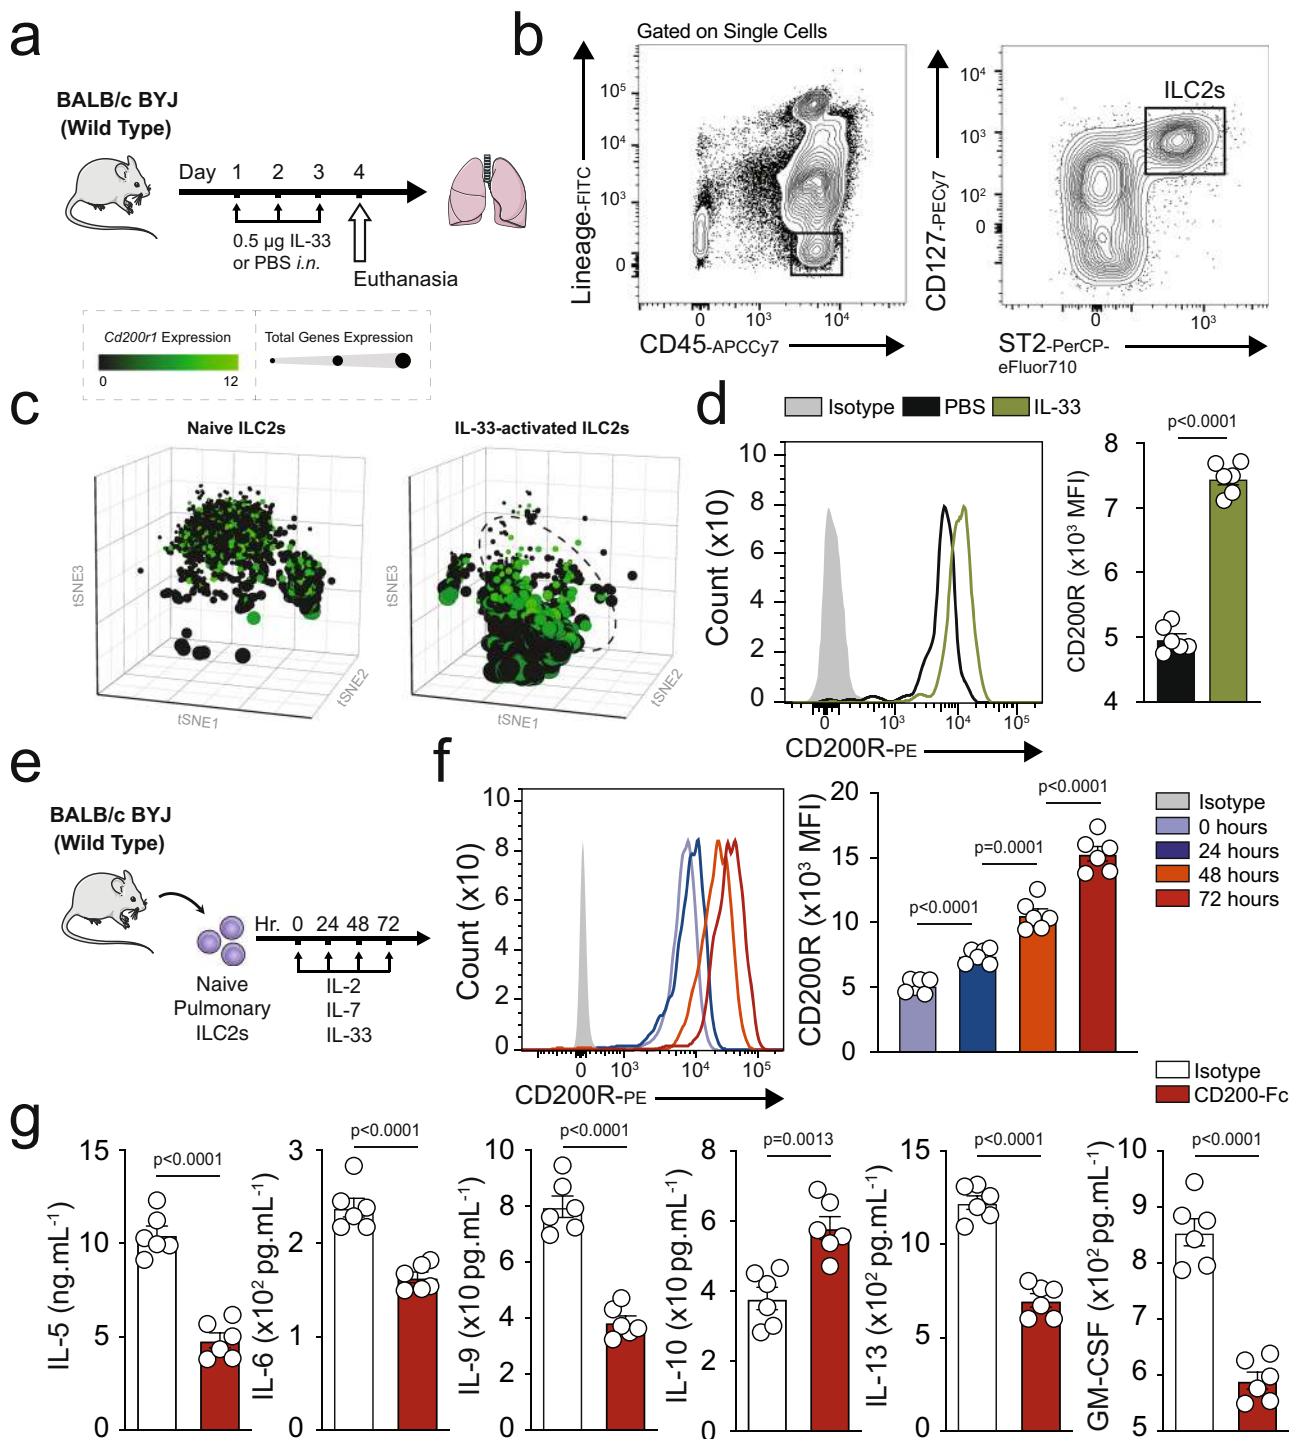 a
BALB/c BYJ
(Wild Type)
Day 1 2 3 4
0.5 µg IL-33
or PBS i.n.
Euthanasia
b
Gated on Single Cells
Lineage-FITC
10⁵
10⁴
10³
0
0 10³ 10⁴
CD45-APCCy7
CD127-PECy7
10⁴
10³
10²
0
ILC2s
0 10³
ST2-PerCP-
eFluor710
Cd200r1 Expression
0 12
Total Genes Expression
c
Naive ILC2s
tSNE3
tSNE1
tSNE2
IL-33-activated ILC2s
tSNE3
tSNE1
tSNE2
d
Isotype PBS IL-33
Count (x10)
10
8
6
4
2
0
0 10³ 10⁴ 10⁵
CD200R-PE
CD200R (x10³ MFI)
8
7
6
5
4
p<0.0001
e
BALB/c BYJ
(Wild Type)
Naive
Pulmonary
ILC2s
Hr. 0 24 48 72
IL-2
IL-7
IL-33
f
Count (x10)
10
8
6
4
2
0
0 10³ 10⁴ 10⁵
CD200R-PE
CD200R (x10³ MFI)
20
15
10
5
0
p<0.0001
p=0.0001
p<0.0001
Isotype
0 hours
24 hours
48 hours
72 hours
Isotype
CD200-Fc
g
IL-5 (ng.mL⁻¹)
15
10
5
0
p<0.0001
IL-6 (x10² pg.mL⁻¹)
3
2
1
0
p<0.0001
IL-9 (x10 pg.mL⁻¹)
10
8
6
4
2
0
p<0.0001
IL-10 (x10 pg.mL⁻¹)
8
6
4
2
0
p=0.0013
IL-13 (x10² pg.mL⁻¹)
15
10
5
0
p<0.0001
GM-CSF (x10² pg.mL⁻¹)
10
9
8
7
6
5
p<0.0001